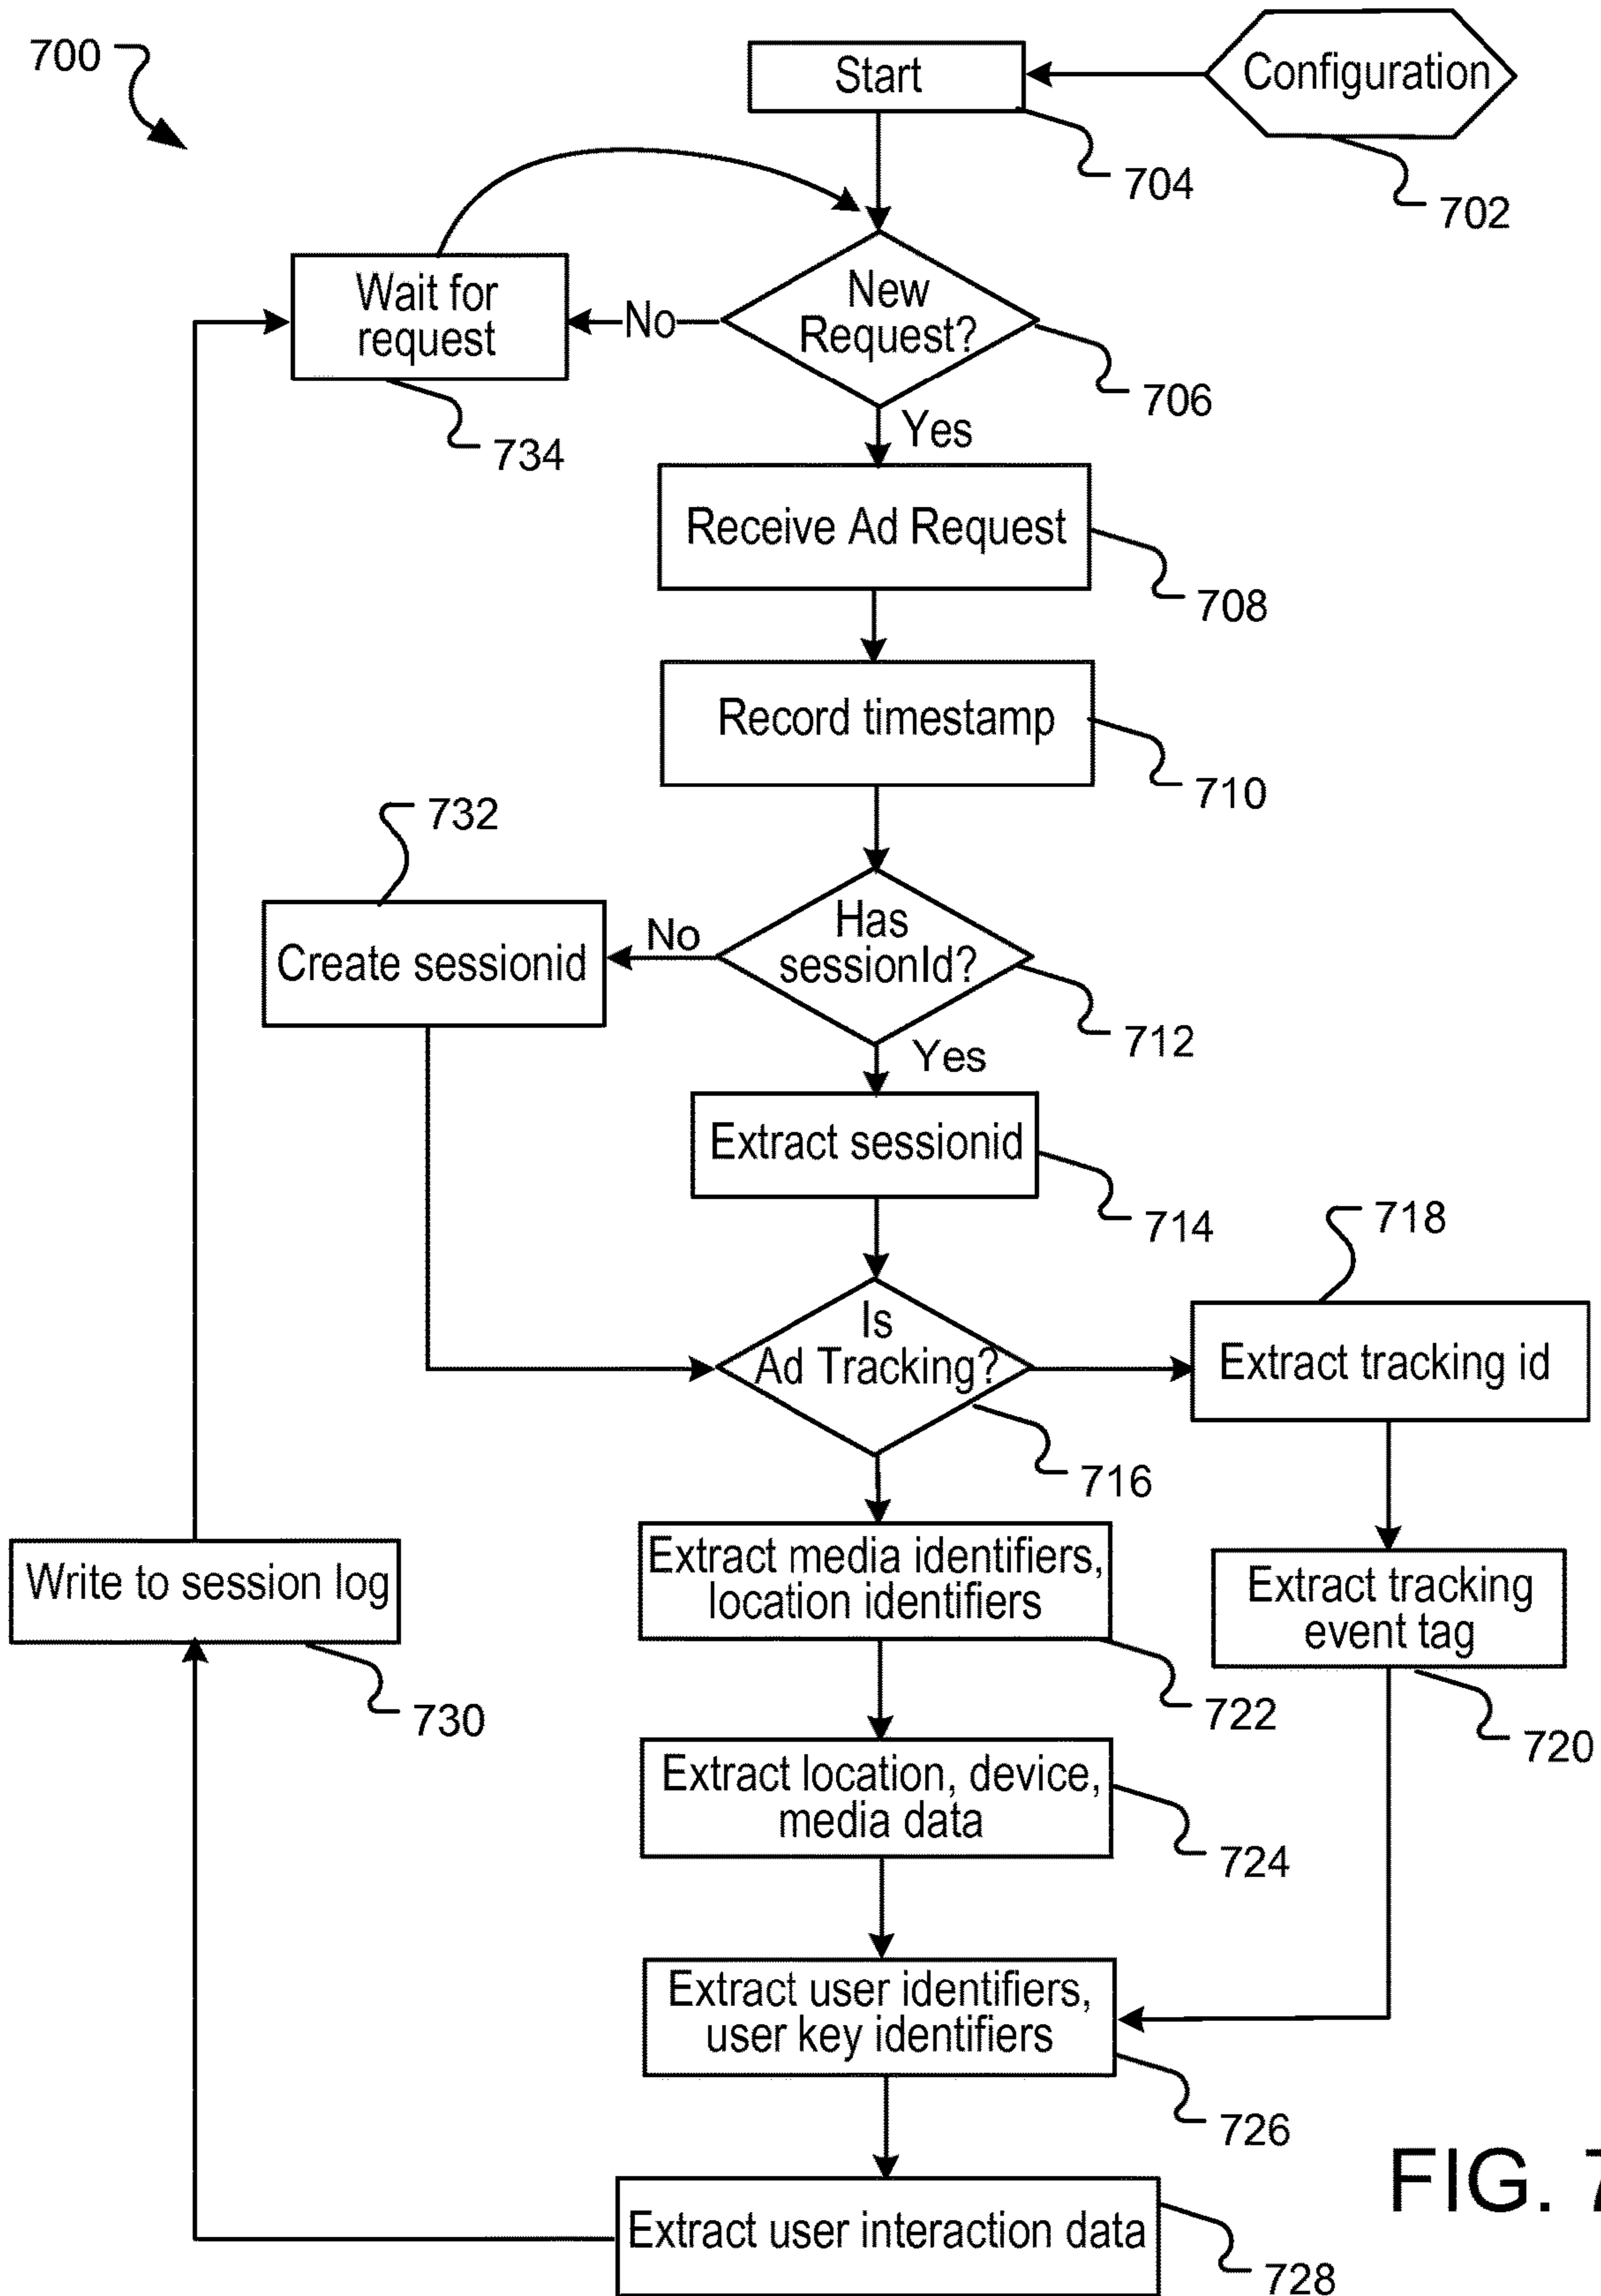 700
Start
Configuration
704
702
Wait for
request
No
New
Request?
706
734
Yes
Receive Ad Request
708
Record timestamp
710
732
Create sessionid
No
Has
sessionId?
712
Yes
Extract sessionid
714
718
Is
Ad Tracking?
Extract tracking id
716
Write to session log
Extract media identifiers,
location identifiers
Extract tracking
event tag
730
722
720
Extract location, device,
media data
724
Extract user identifiers,
user key identifiers
726
FIG. 7
Extract user interaction data
728